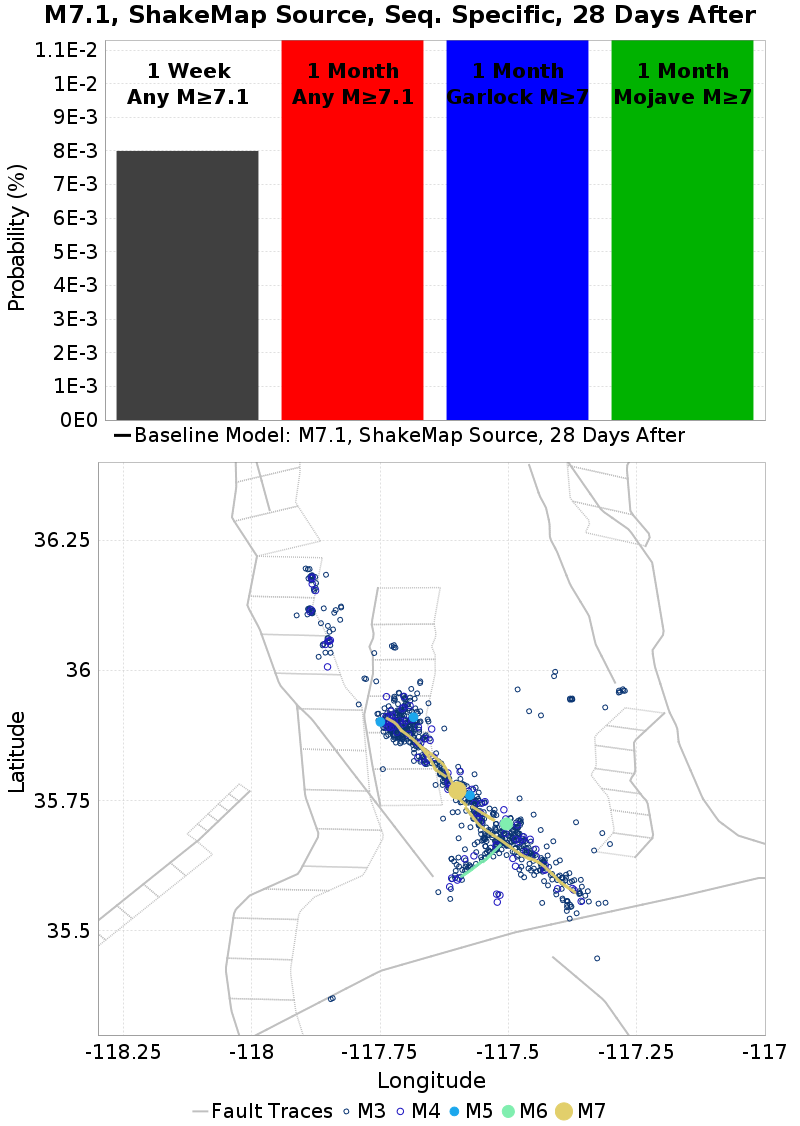 M7.1, ShakeMap Source, Seq. Specific, 28 Days After
1.1E-2
1E-2
9E-3
8E-3
7E-3
6E-3
5E-3
4E-3
3E-3
2E-3
1E-3
0E0
Probability (%)
1 Week
Any M≥7.1
1 Month
Any M≥7.1
1 Month
Garlock M≥7
1 Month
Mojave M≥7
Baseline Model: M7.1, ShakeMap Source, 28 Days After
36.25
36
35.75
35.5
Latitude
-118.25
-118
-117.75
-117.5
-117.25
-117
Longitude
Fault Traces M3 M4 M5 M6 M7